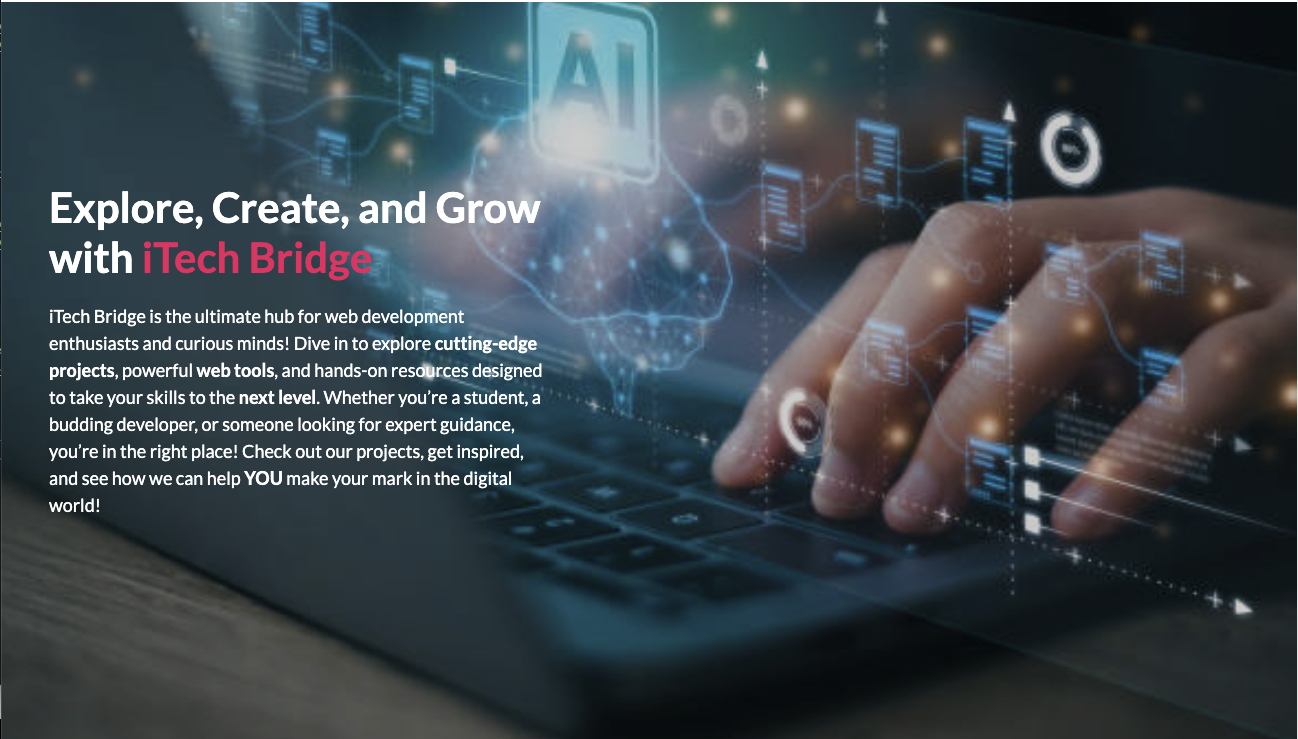 AI
Explore, Create, and Grow
with iTech Bridge
iTech Bridge is the ultimate hub for web development
enthusiasts and curious minds! Dive in to explore cutting-edge
projects, powerful web tools, and hands-on resources designed
to take your skills to the next level. Whether you’re a student, a
budding developer, or someone looking for expert guidance,
you’re in the right place! Check out our projects, get inspired,
and see how we can help YOU make your mark in the digital
world!